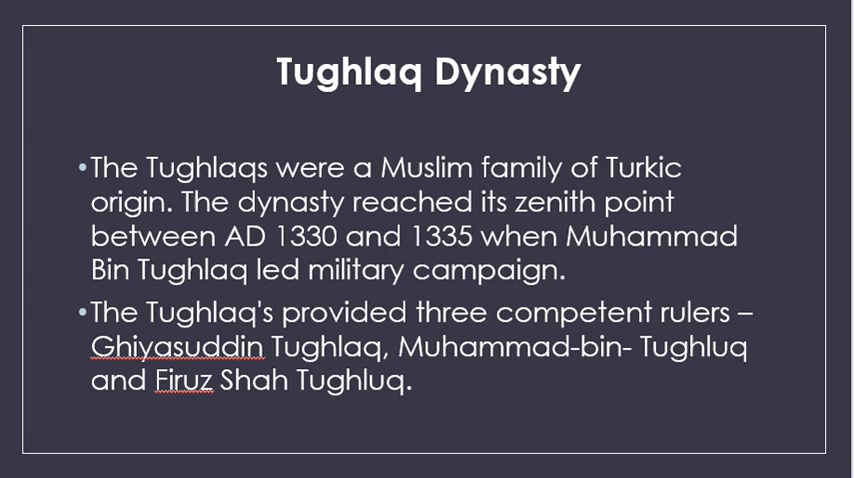 Tughlaq Dynasty
•The Tughlaqs were a Muslim family of Turkic
origin. The dynasty reached its zenith point
between AD 1330 and 1335 when Muhammad
Bin Tughlaq led military campaign.
•The Tughlaq's provided three competent rulers –
Ghiyasuddin Tughlaq, Muhammad-bin- Tughluq
and Firuz Shah Tughluq.